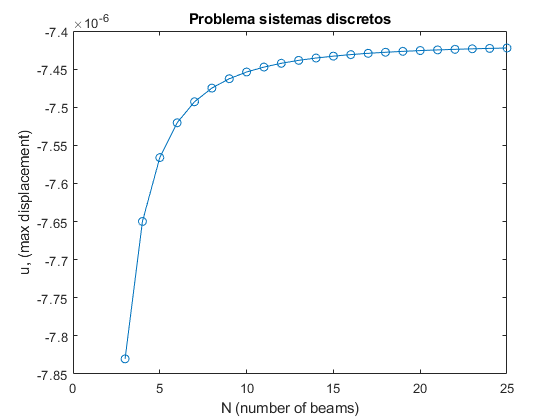 Problema sistemas discretos
×10⁻⁶
-7.4
-7.45
-7.5
-7.55
-7.6
-7.65
-7.7
-7.75
-7.8
-7.85
u, (max displacement)
0 5 10 15 20 25
N (number of beams)